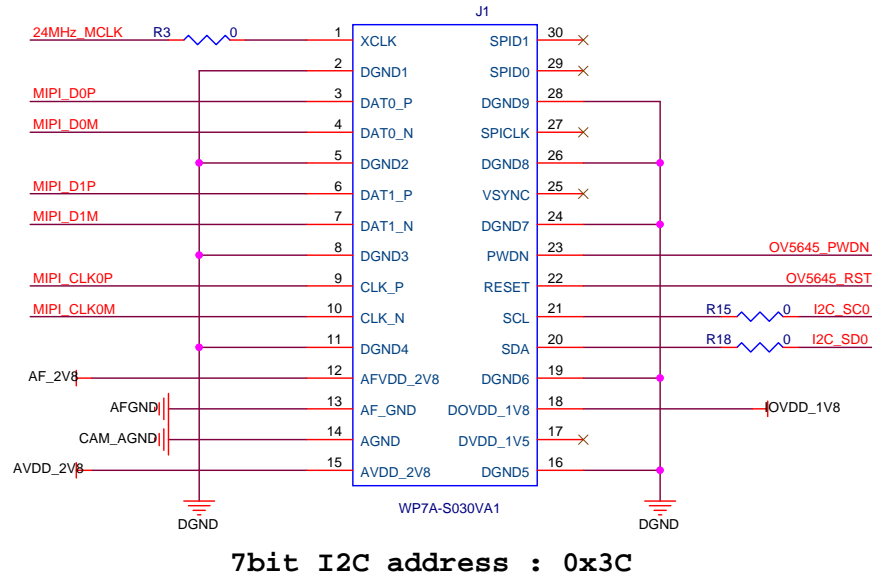 J1
24MHz_MCLK R3 0 1 XCLK SPID1 30
2 DGND1 SPID0 29
MIPI_D0P 3 DAT0_P DGND9 28
MIPI_D0M 4 DAT0_N SPICLK 27
5 DGND2 DGND8 26
MIPI_D1P 6 DAT1_P VSYNC 25
MIPI_D1M 7 DAT1_N DGND7 24
8 DGND3 PWDN 23 OV5645_PWDN
MIPI_CLK0P 9 CLK_P RESET 22 OV5645_RST
MIPI_CLK0M 10 CLK_N SCL 21 R15 0 I2C_SC0
11 DGND4 SDA 20 R18 0 I2C_SD0
AF_2V8 12 AFVDD_2V8 DGND6 19
AFGND 13 AF_GND DOVDD_1V8 18 IOVDD_1V8
CAM_AGND 14 AGND DVDD_1V5 17
AVDD_2V8 15 AVDD_2V8 DGND5 16
WP7A-S030VA1
DGND DGND
7bit I2C address : 0x3C